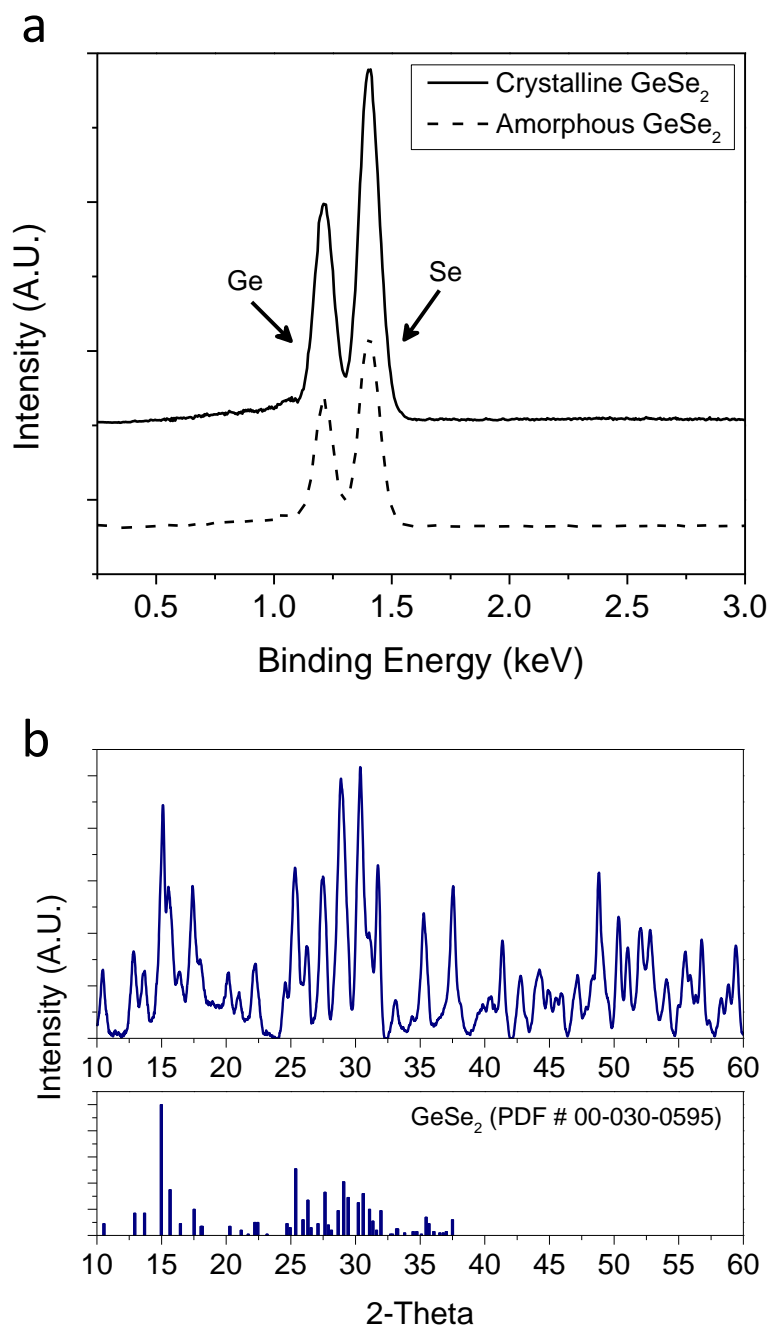 a
Crystalline GeSe₂
Amorphous GeSe₂
Ge
Se
Intensity (A.U.)
0.5 1.0 1.5 2.0 2.5 3.0
Binding Energy (keV)
b
Intensity (A.U.)
10 15 20 25 30 35 40 45 50 55 60
GeSe₂ (PDF # 00-030-0595)
10 15 20 25 30 35 40 45 50 55 60
2-Theta